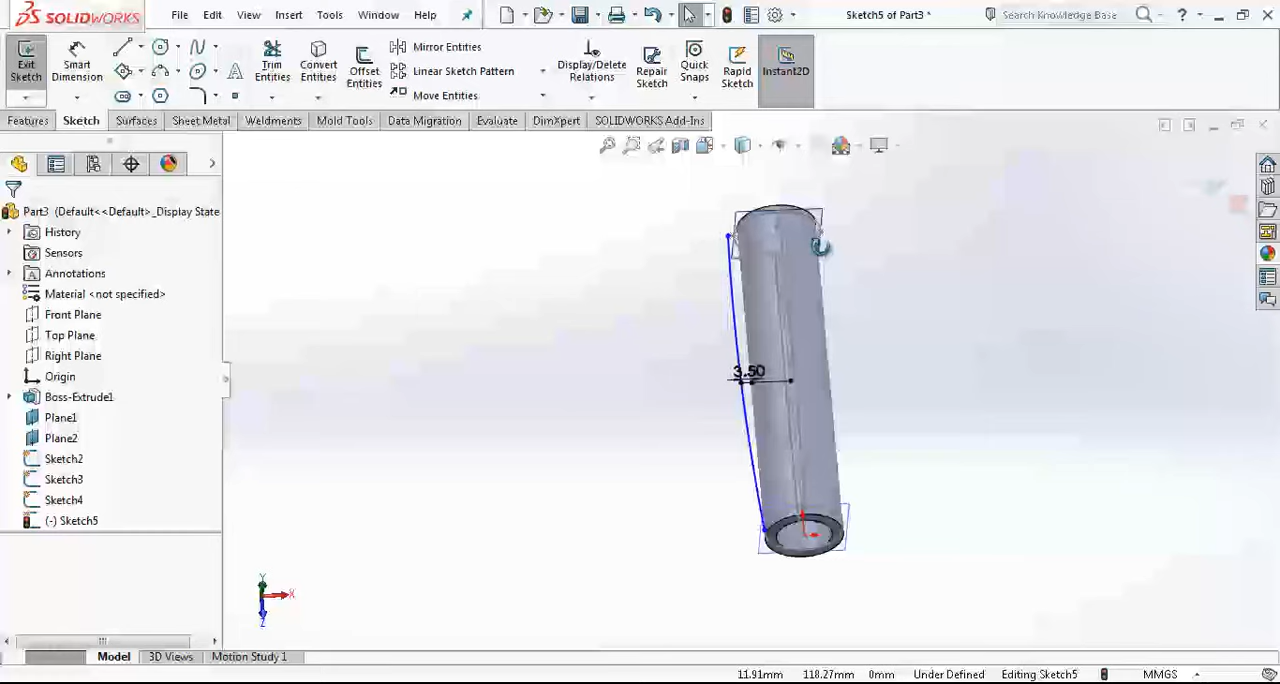 SOLIDWORKS File Edit View Insert Tools Window Help Sketch5 of Part3 * Search Knowledge Base ?
Exit Sketch Smart Dimension Trim Entities Convert Entities Offset Entities Mirror Entities Linear Sketch Pattern Move Entities Display/Delete Relations Repair Sketch Quick Snaps Rapid Sketch Instant2D
Features Sketch Surfaces Sheet Metal Weldments Mold Tools Data Migration Evaluate DimXpert SOLIDWORKS Add-Ins
Part3 (Default<<Default>_Display State
History
Sensors
Annotations
Material <not specified>
Front Plane
Top Plane
Right Plane
Origin
3.50
Boss-Extrude1
Plane1
Plane2
Sketch2
Sketch3
Sketch4
(-) Sketch5
Y
X
Z
Model 3D Views Motion Study 1
11.91mm 118.27mm 0mm Under Defined Editing Sketch5 MMGS